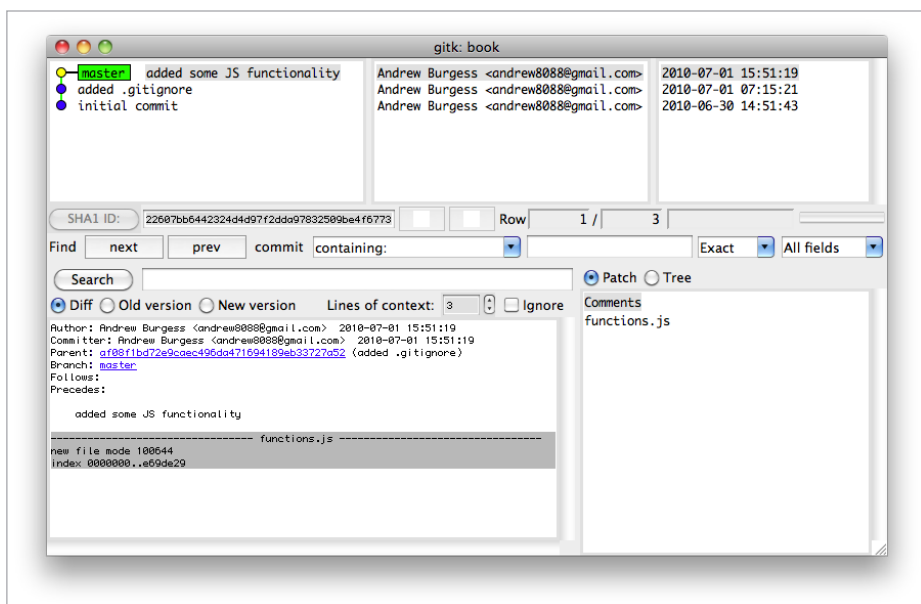 gitk: book
master added some JS functionality Andrew Burgess <andrew8088@gmail.com> 2010-07-01 15:51:19
added .gitignore Andrew Burgess <andrew8088@gmail.com> 2010-07-01 07:15:21
initial commit Andrew Burgess <andrew8088@gmail.com> 2010-06-30 14:51:43
SHA1 ID: 22607bb6442324d4d97f2dda97832509be4f6773 Row 1 / 3
Find next prev commit containing: Exact All fields
Search Patch Tree
Diff Old version New version Lines of context: 3 Ignore
Comments
functions.js
Author: Andrew Burgess <andrew8088@gmail.com> 2010-07-01 15:51:19
Committer: Andrew Burgess <andrew8088@gmail.com> 2010-07-01 15:51:19
Parent: af08f1bd72e9caec496da471694189eb33727a52 (added .gitignore)
Branch: master
Follows:
Precedes:
added some JS functionality
---------------------------------- functions.js ----------------------------------
new file mode 100644
index 0000000..e69de29